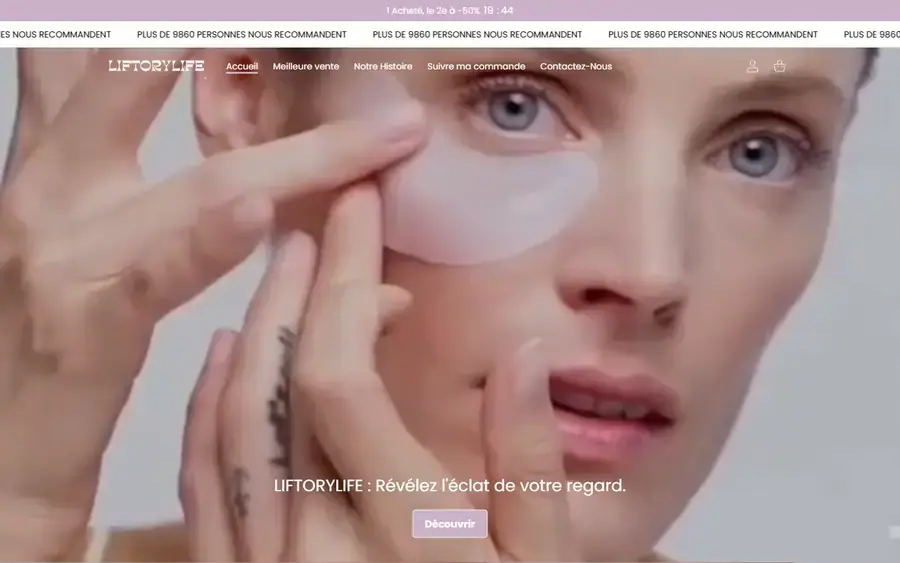 1 Acheté, le 2e à -50% 19 : 44
ES NOUS RECOMMANDENT PLUS DE 9860 PERSONNES NOUS RECOMMANDENT PLUS DE 9860 PERSONNES NOUS RECOMMANDENT PLUS DE 9860 PERSONNES NOUS RECOMMANDENT PLUS DE 9860
LIFTORYLIFE Accueil Meilleure vente Notre Histoire Suivre ma commande Contactez-Nous
LIFTORYLIFE : Révélez l'éclat de votre regard.
Découvrir